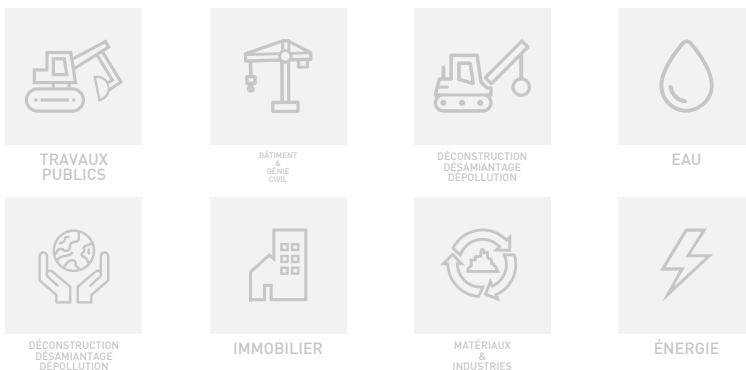 TRAVAUX
PUBLICS
BÂTIMENT
&
GÉNIE
CIVIL
DÉCONSTRUCTION
DÉSAMIANTAGE
DÉPOLLUTION
EAU
DÉCONSTRUCTION
DÉSAMIANTAGE
DÉPOLLUTION
IMMOBILIER
MATÉRIAUX
&
INDUSTRIES
ÉNERGIE